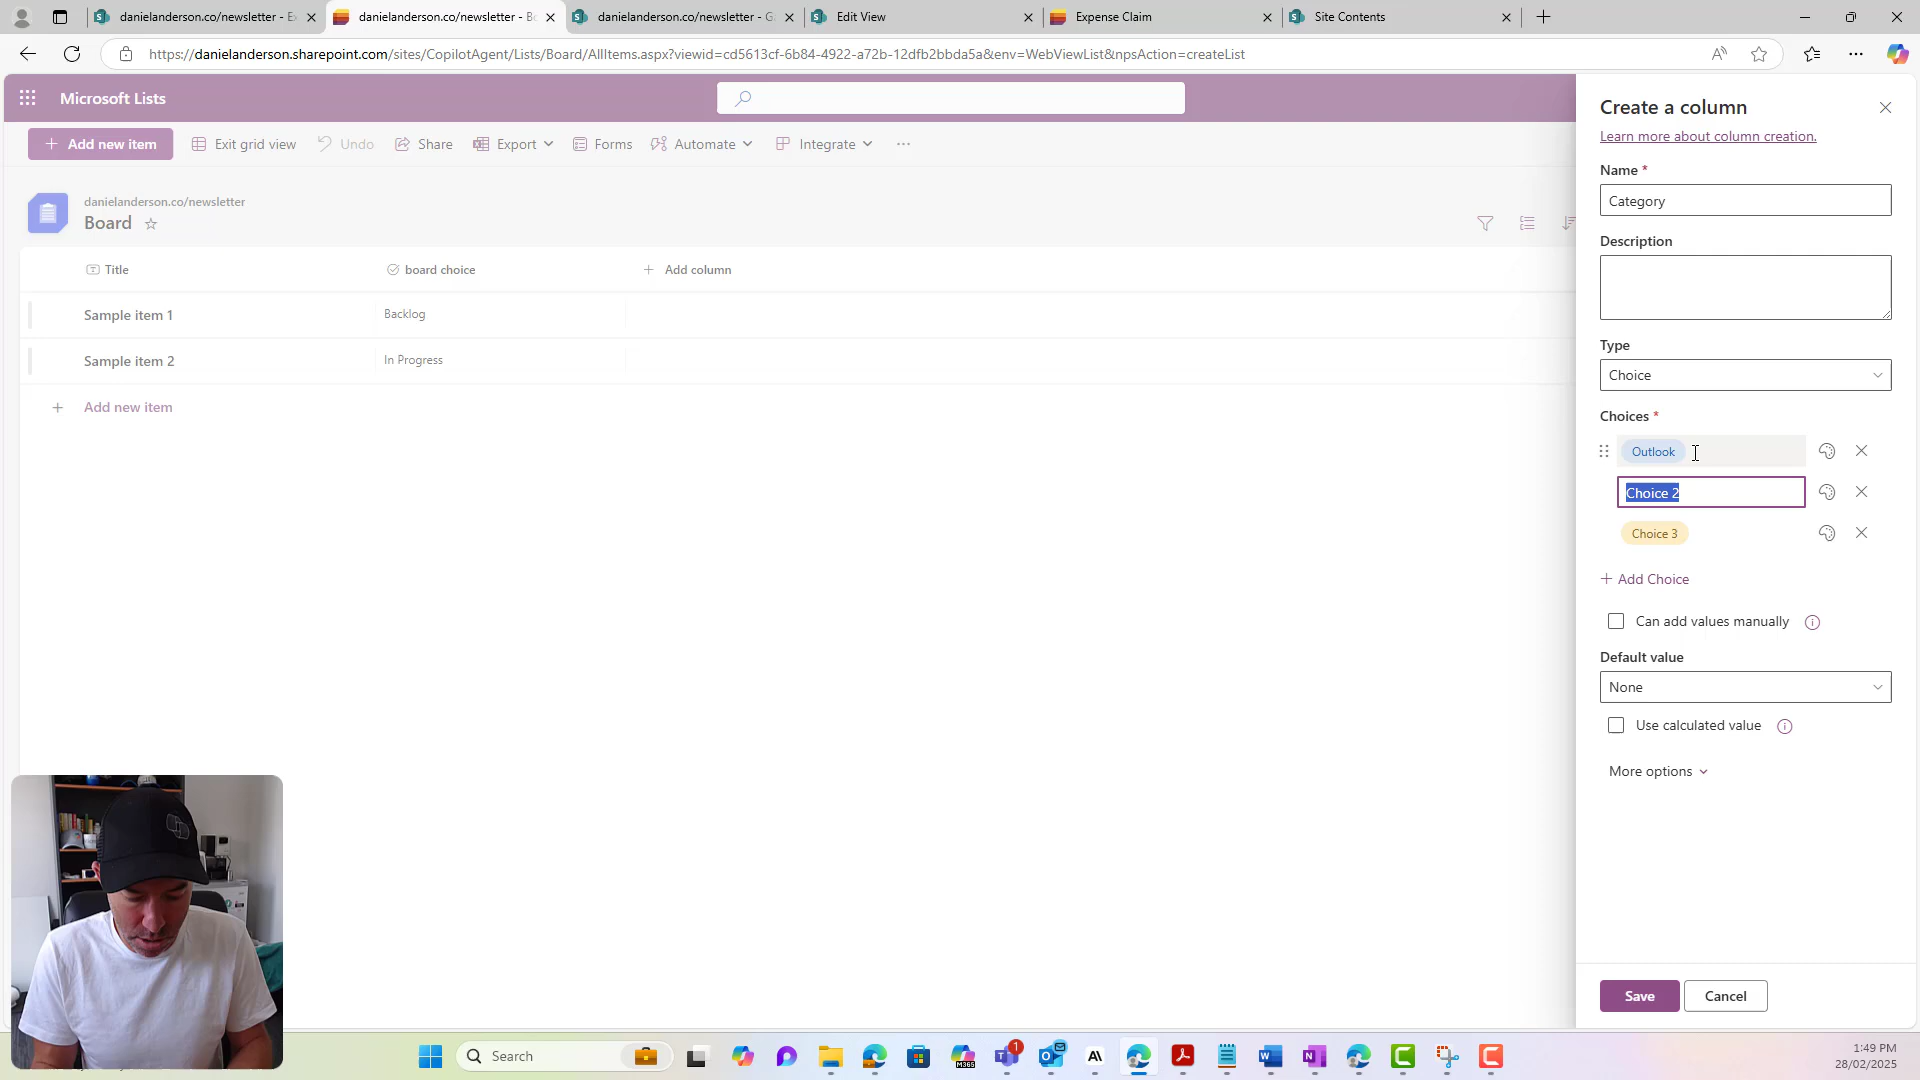 danielanderson.co/newsletter - Ex
danielanderson.co/newsletter - Bo
danielanderson.co/newsletter - Ga
Edit View
Expense Claim
Site Contents
https://danielanderson.sharepoint.com/sites/CopilotAgent/Lists/Board/AllItems.aspx?viewid=cd5613cf-6b84-4922-a72b-12dfb2bbda5a&env=WebViewList&npsAction=createList
Microsoft Lists
Add new item
Exit grid view
Undo
Share
Export
Forms
Automate
Integrate
danielanderson.co/newsletter
Board
Title
board choice
Add column
Sample item 1
Backlog
Sample item 2
In Progress
Add new item
Create a column
Learn more about column creation.
Name *
Category
Description
Type
Choice
Choices *
Outlook
Choice 2
Choice 3
Add Choice
Can add values manually
Default value
None
Use calculated value
More options
Save
Cancel
Search
M365
1
1:49 PM
28/02/2025